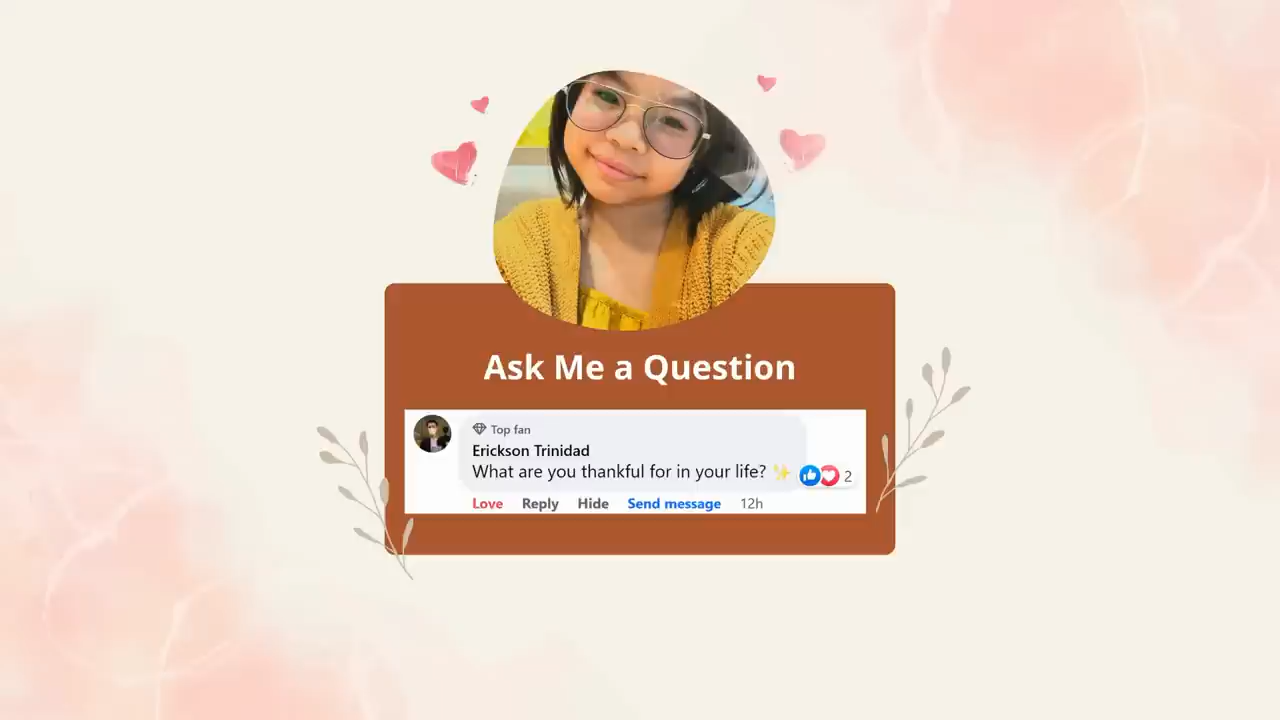 Ask Me a Question
Top fan
Erickson Trinidad
What are you thankful for in your life? ✨
2
Love Reply Hide Send message 12h